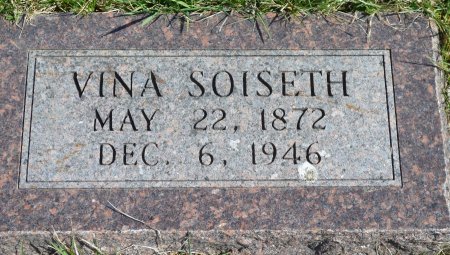 VINA SOISETH
MAY 22, 1872
DEC. 6, 1946